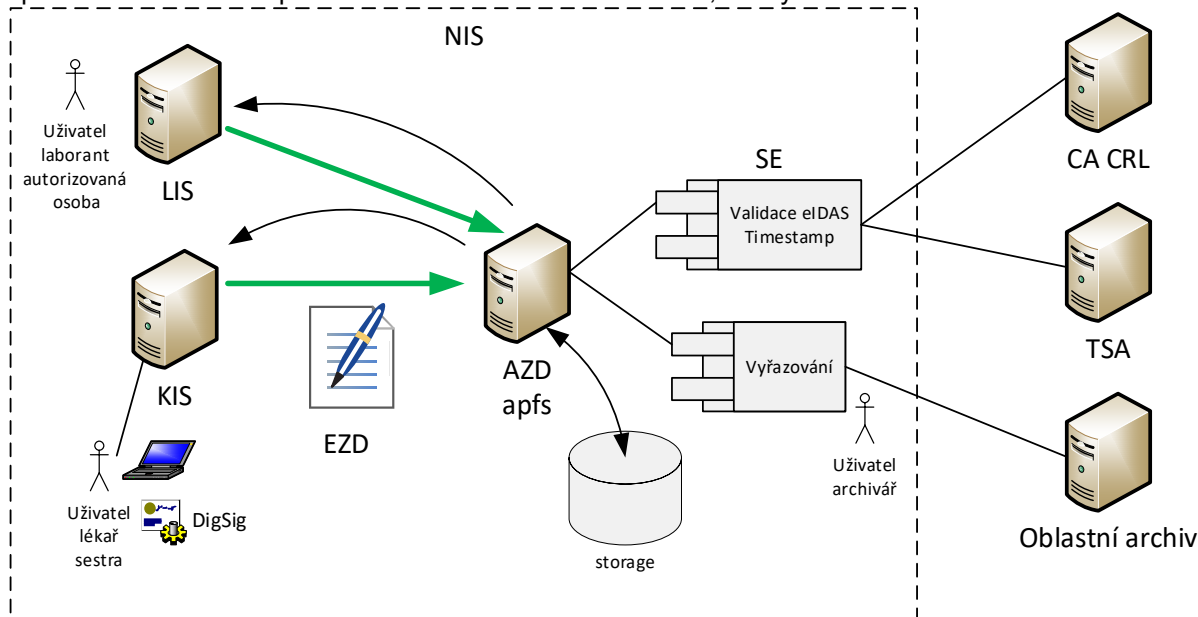 NIS
Uživatel
laborant
autorizovaná
osoba
LIS
KIS
Uživatel
lékař
sestra
DigSig
EZD
AZD
apfs
storage
SE
Validace eIDAS
Timestamp
Vyřazování
Uživatel
archivář
CA CRL
TSA
Oblastní archiv